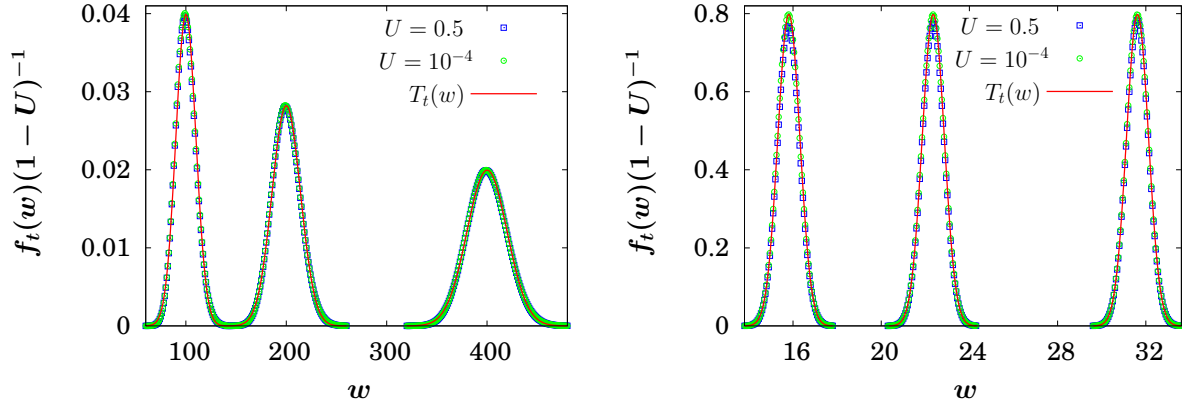 f_t(w)(1 − U)^{−1}
0.04
0.03
0.02
0.01
0
U = 0.5
U = 10^{−4}
T_t(w)
100
200
300
400
w
f_t(w)(1 − U)^{−1}
0.8
0.6
0.4
0.2
0
U = 0.5
U = 10^{−4}
T_t(w)
16
20
24
28
32
w